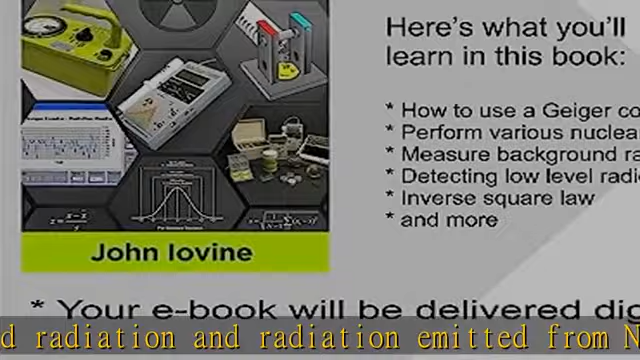 Here's what you'll
learn in this book:
* How to use a Geiger co
* Perform various nuclear
* Measure background ra
* Detecting low level radi
* Inverse square law
* and more
John Iovine
* Your e-book will be delivered dig
d radiation and radiation emitted from N